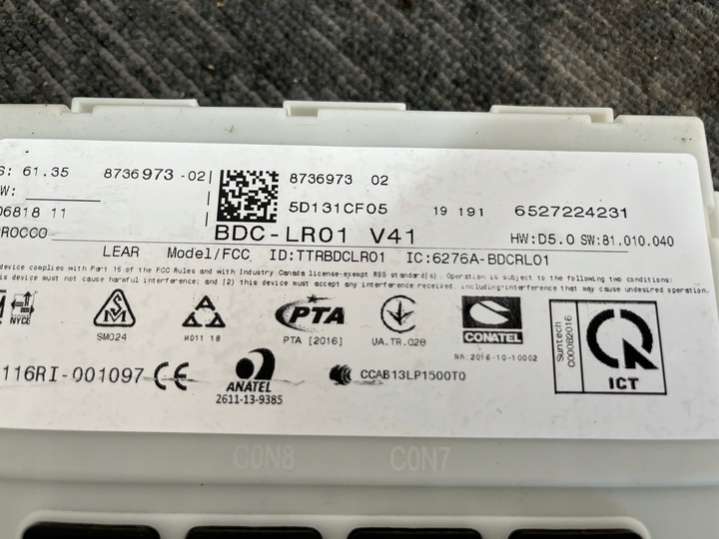 S: 61.35 8736973 -02 8736973 02
W:
06818 11 5D131CF05 19 191 6527224231
BDC-LR01 V41 HW:D5.0 SW:81.010.040
LEAR Model/FCC ID:TTRBDCLR01 IC:6276A-BDCRL01
device complies with Part 15 of the FCC Rules and with Industry Canada license-exempt RSS standard(s). Operation is subject to the following two conditions:
device must not cause harmful interference; and (2) this device must accept any interference received, including interference that may cause undesired operation.
NYCE SM024 PTA CONATEL
PTA [2016] UA.TR.028
NR:2016-10-10002
Suntech
C00082016
ICT
116RI-001097 CE ANATEL CCAB13LP1500T0
2611-13-9385
CON8 CON7